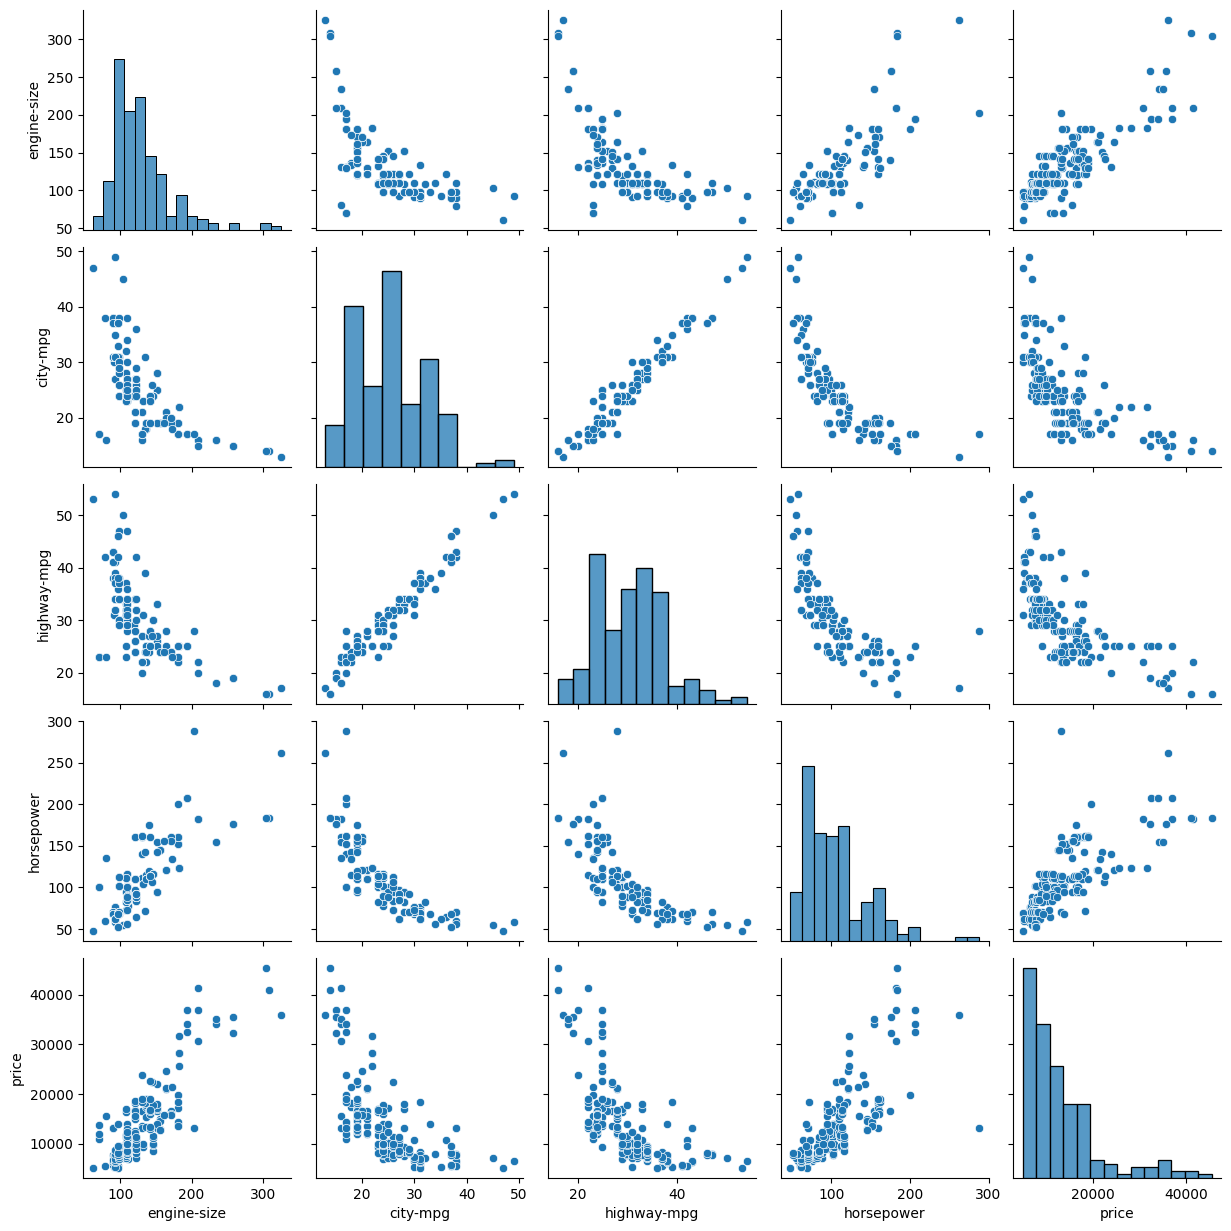 300
250
200
150
100
50
engine-size
50
40
30
20
city-mpg
50
40
30
20
highway-mpg
300
250
200
150
100
50
horsepower
40000
30000
20000
10000
price
100 200 300
20 30 40 50
20 40
100 200 300
20000 40000
engine-size city-mpg highway-mpg horsepower price